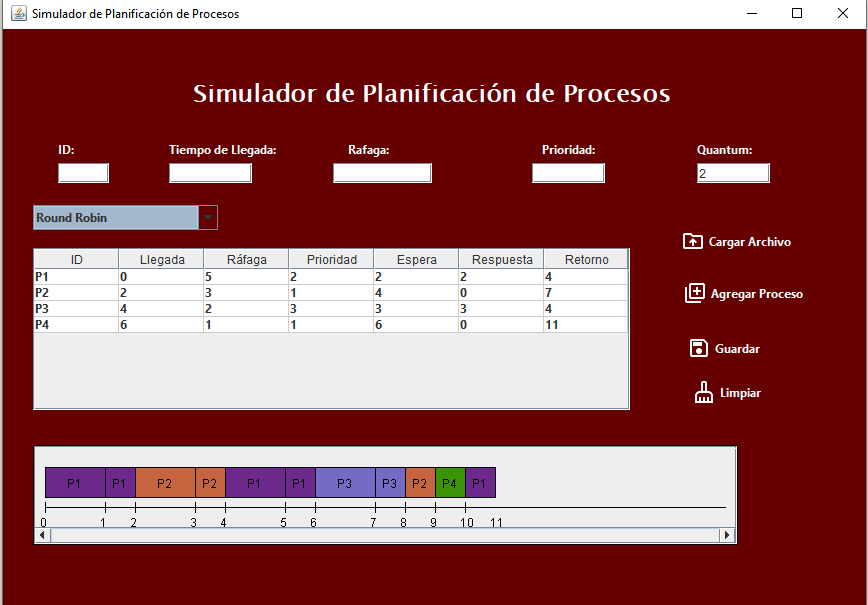 Simulador de Planificación de Procesos
Simulador de Planificación de Procesos
ID: Tiempo de Llegada: Rafaga: Prioridad: Quantum:
2
Round Robin
Cargar Archivo
ID Llegada Ráfaga Prioridad Espera Respuesta Retorno
P1 0 5 2 2 2 4
P2 2 3 1 4 0 7
P3 4 2 3 3 3 4
P4 6 1 1 6 0 11
Agregar Proceso
Guardar
Limpiar
P1 P1 P2 P2 P1 P1 P3 P3 P2 P4 P1
0 1 2 3 4 5 6 7 8 9 10 11